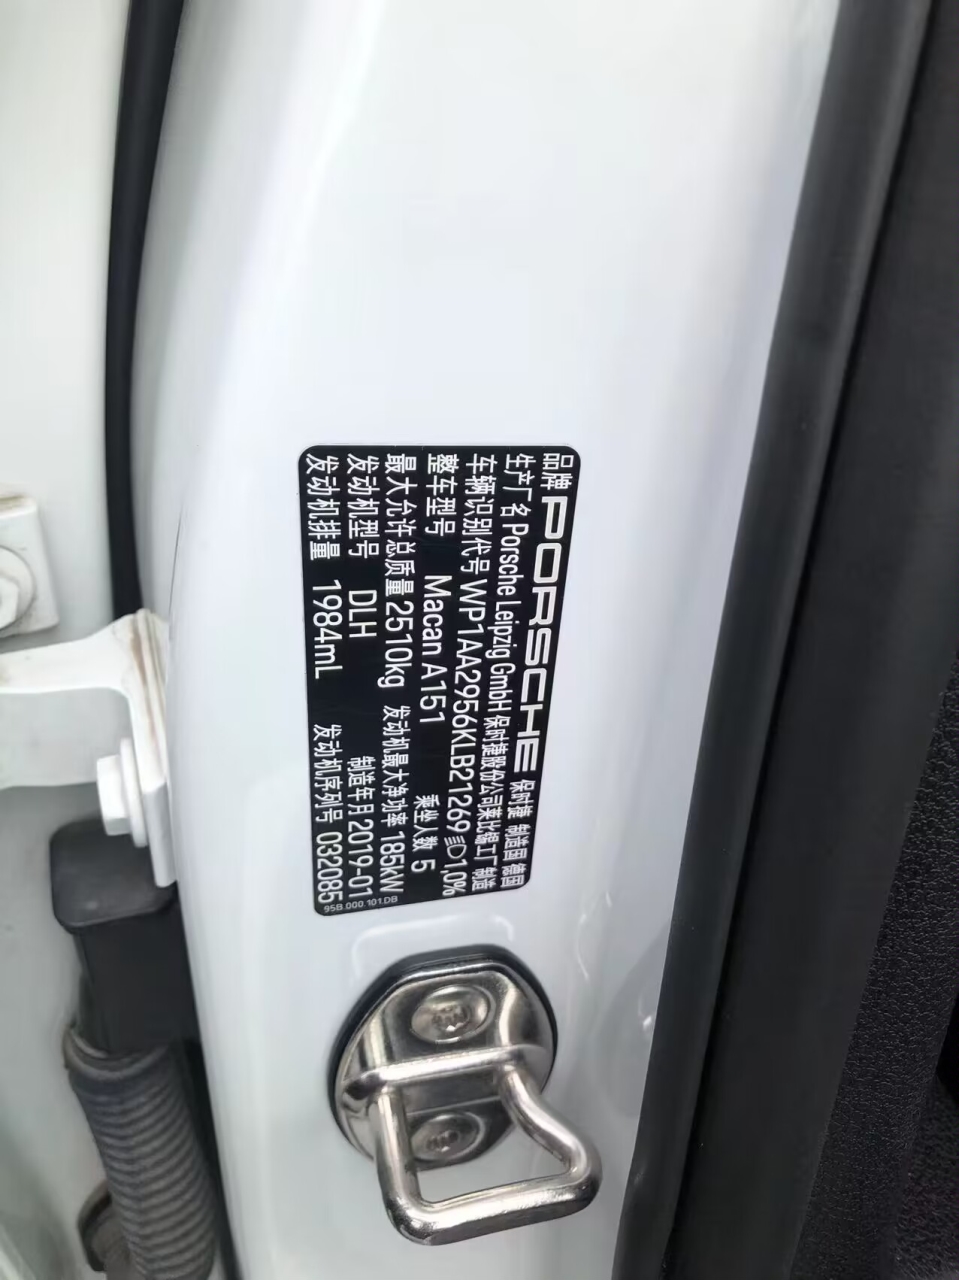 品牌 PORSCHE 保时捷 制造国 德国
生产厂名 Porsche Leipzig GmbH 保时捷股份公司莱比锡工厂 制造
车辆识别代号 WP1AA2956KLB21269 1,0%
整车型号 Macan A151 乘坐人数 5
最大允许总质量 2510kg 发动机最大净功率 185kW
发动机型号 DLH 制造年月 2019-01
发动机排量 1984mL 发动机序列号 032085
95B.000.101.DB